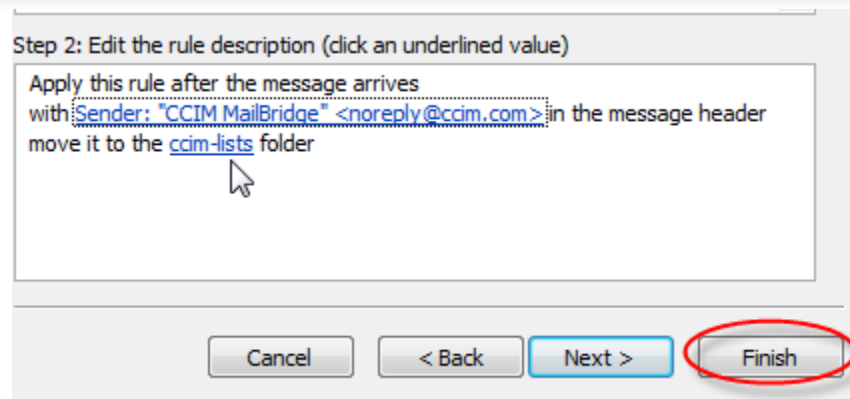 Step 2: Edit the rule description (click an underlined value)
Apply this rule after the message arrives
with Sender: "CCIM MailBridge" <noreply@ccim.com> in the message header
move it to the ccim-lists folder
Cancel
< Back
Next >
Finish